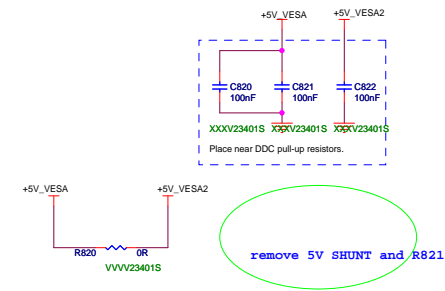 +5V_VESA
+5V_VESA2
C820
100nF
C821
100nF
C822
100nF
XXXV23401S
XXXV23401S
XXXV23401S
Place near DDC pull-up resistors.
+5V_VESA
+5V_VESA2
R820
0R
VVVV23401S
remove 5V SHUNT and R821